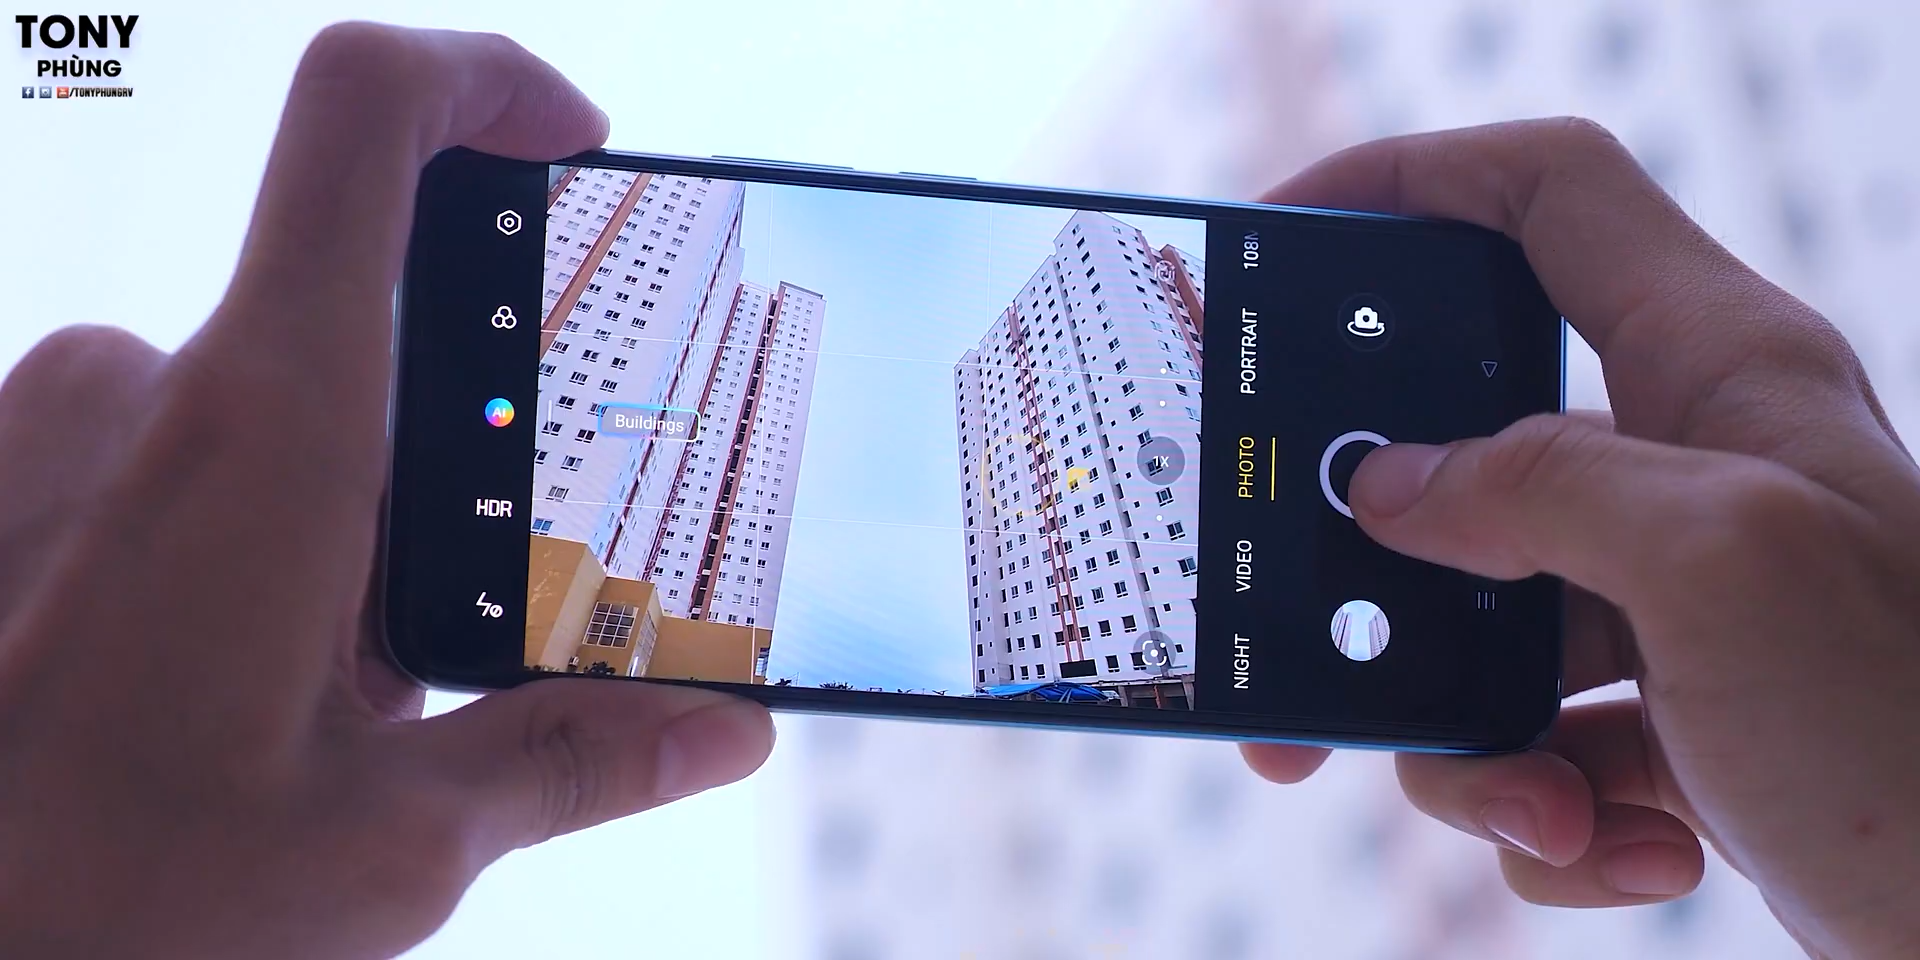 TONY
PHÙNG
/TONYPHUNGRV
AI
HDR
Buildings
1X
108M
PORTRAIT
PHOTO
VIDEO
NIGHT